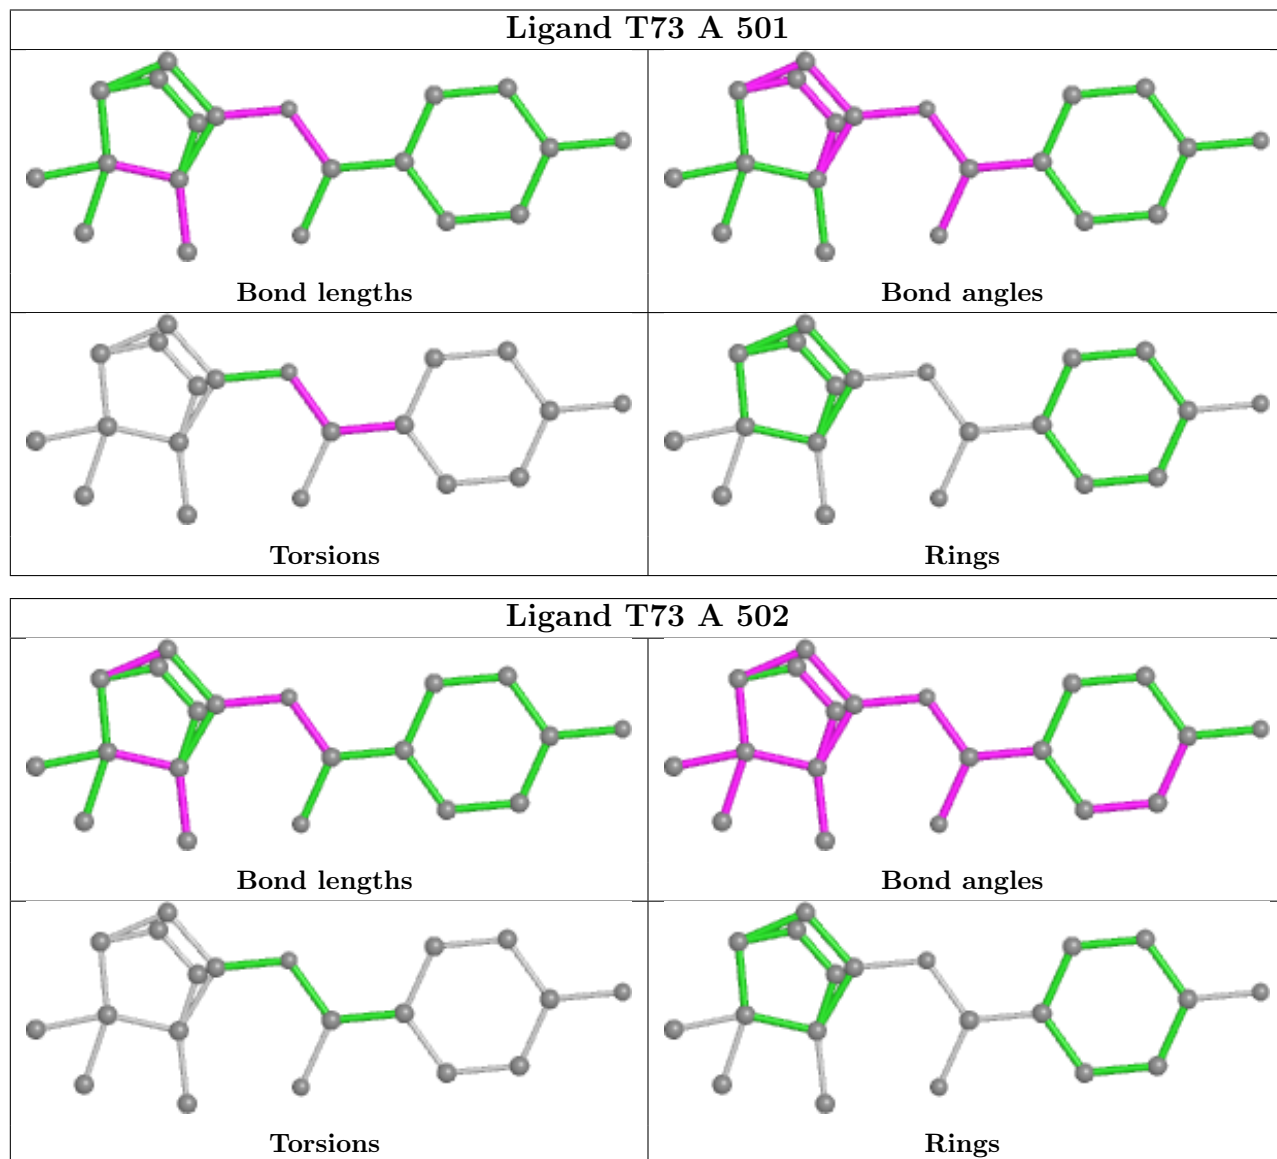 Ligand T73 A 501
Bond lengths
Bond angles
Torsions
Rings
Ligand T73 A 502
Bond lengths
Bond angles
Torsions
Rings